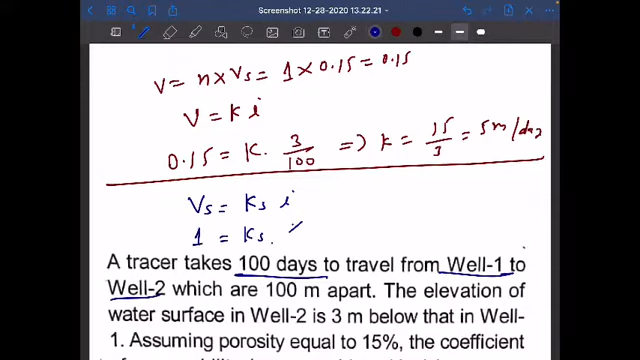 Screenshot 12-28-2020 13.22.21
V = n × Vs = 1 × 0.15 = 0.15
V = K i
0.15 = K. 3/100 => K = 15/3 = 5 m/day
Vs = Ks i
1 = Ks.
A tracer takes 100 days to travel from Well-1 to
Well-2 which are 100 m apart. The elevation of
water surface in Well-2 is 3 m below that in Well-
1. Assuming porosity equal to 15%, the coefficient